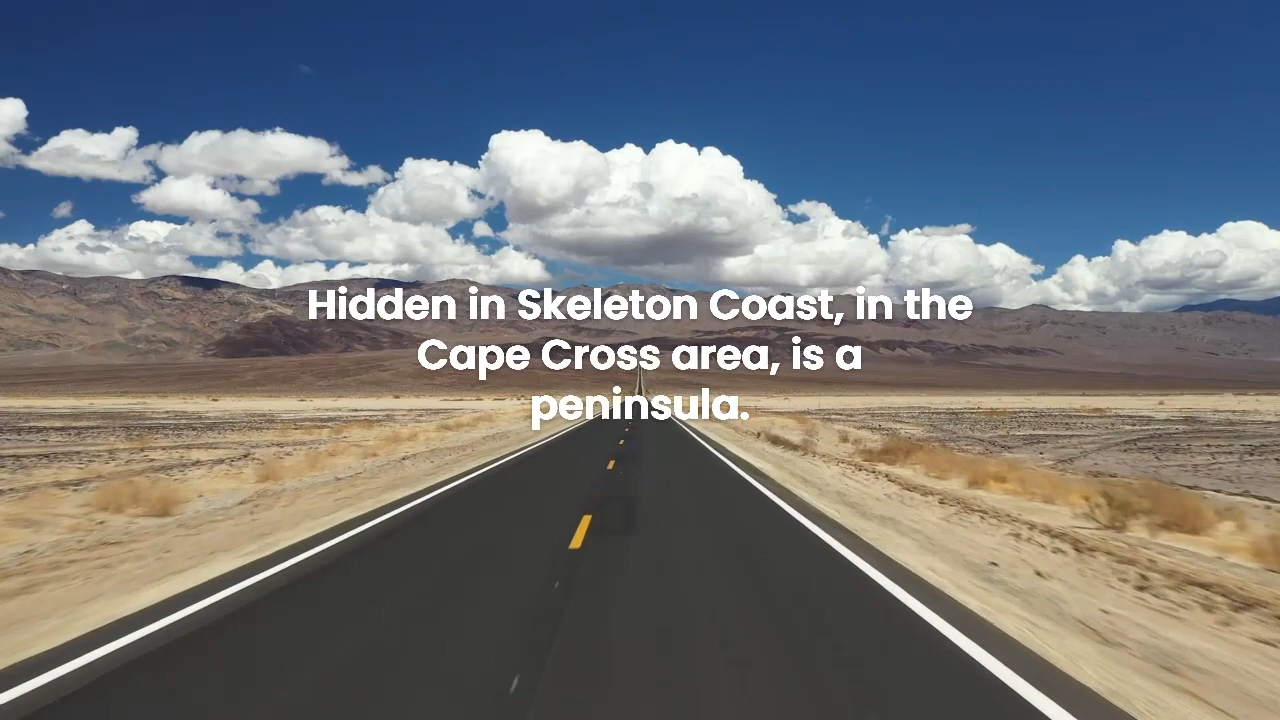 Hidden in Skeleton Coast, in the
Cape Cross area, is a
peninsula.